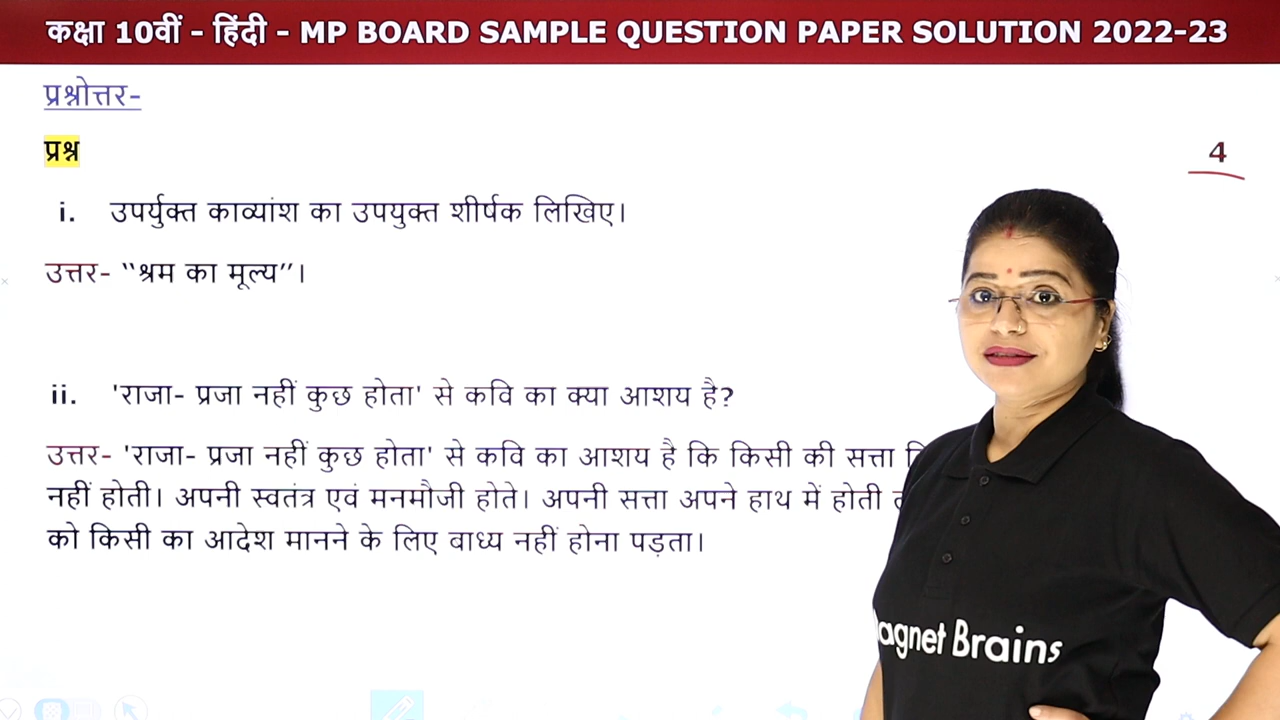 कक्षा 10वीं - हिंदी - MP BOARD SAMPLE QUESTION PAPER SOLUTION 2022-23
प्रश्नोत्तर-
प्रश्न 4
i. उपर्युक्त काव्यांश का उपयुक्त शीर्षक लिखिए।
उत्तर- “श्रम का मूल्य”।
ii. 'राजा- प्रजा नहीं कुछ होता' से कवि का क्या आशय है?
उत्तर- 'राजा- प्रजा नहीं कुछ होता' से कवि का आशय है कि किसी की सत्ता
नहीं होती। अपनी स्वतंत्र एवं मनमौजी होते। अपनी सत्ता अपने हाथ में होती
को किसी का आदेश मानने के लिए बाध्य नहीं होना पड़ता।
agnet Brains